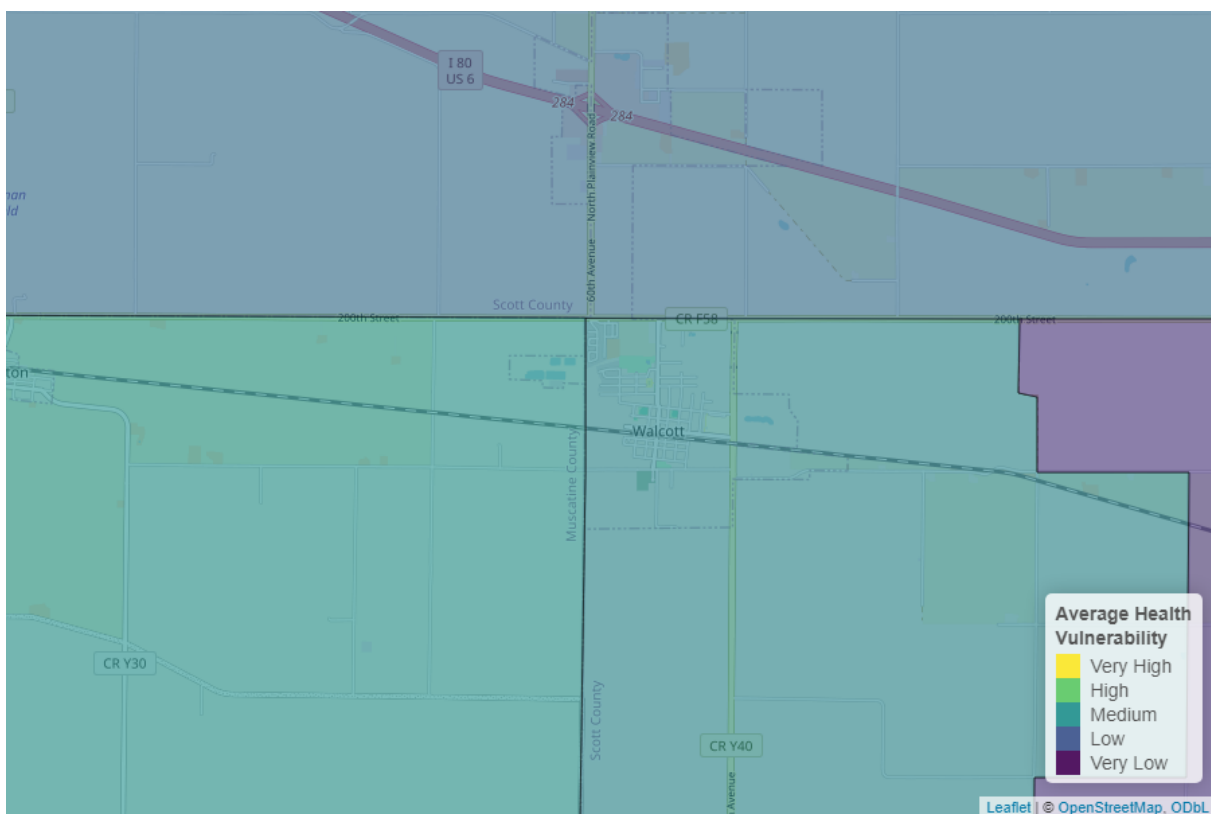 I 80
US 6
284
284
North Plainview Road
60th Avenue
Scott County
200th Street
CR F58
200th Street
Walcott
Muscatine County
Scott County
CR Y30
CR Y40
Avenue
Average Health
Vulnerability
Very High
High
Medium
Low
Very Low
Leaflet | © OpenStreetMap, ODbL